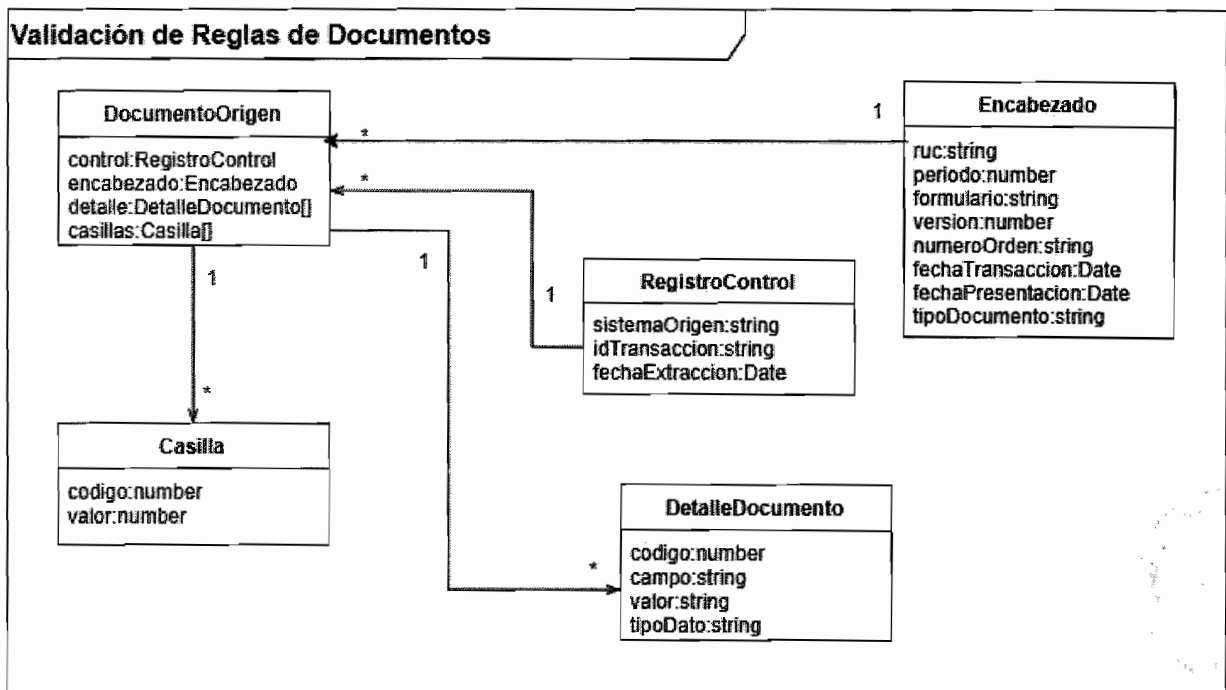 Validación de Reglas de Documentos
DocumentoOrigen
control:RegistroControl
encabezado:Encabezado
detalle:DetalleDocumento[]
casillas:Casilla[]
*
1
Encabezado
ruc:string
periodo:number
formulario:string
version:number
numeroOrden:string
fechaTransaccion:Date
fechaPresentacion:Date
tipoDocumento:string
*
1
RegistroControl
sistemaOrigen:string
idTransaccion:string
fechaExtraccion:Date
1
*
Casilla
codigo:number
valor:number
1
*
DetalleDocumento
codigo:number
campo:string
valor:string
tipoDato:string